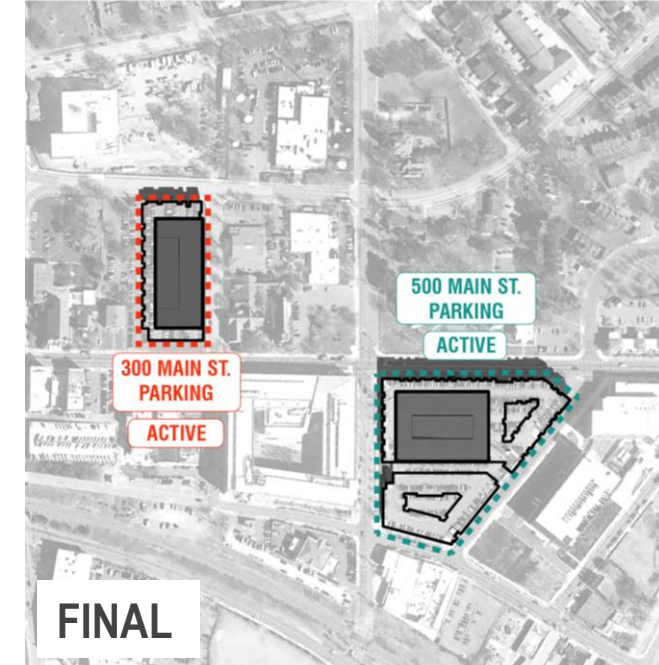 500 MAIN ST.
PARKING
ACTIVE
300 MAIN ST.
PARKING
ACTIVE
FINAL